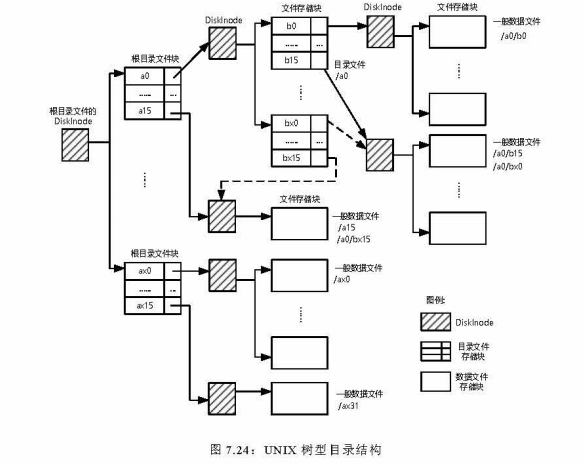 DiskInode
文件存储块
DiskInode
文件存储块
b0
......
...
b15
一般数据文件
/a0/b0
根目录文件块
a0
......
...
a15
目录文件
/a0
根目录文件的
DiskInode
bx0
......
...
bx15
一般数据文件
/a0/b15
/a0/bx0
文件存储块
一般数据文件
/a15
/a0/bx15
根目录文件块
ax0
......
...
ax15
一般数据文件
/ax0
图例:
DiskInode
目录文件
存储块
数据文件
存储块
一般数据文件
/ax31
图 7.24：UNIX 树型目录结构